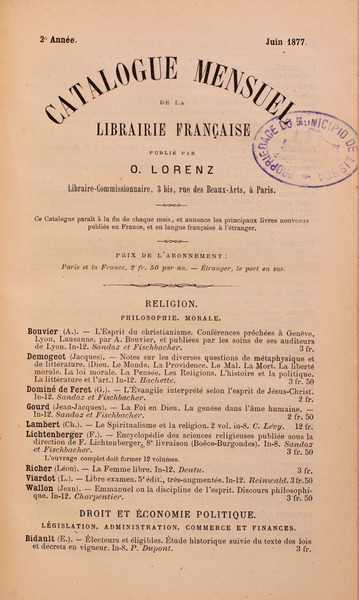 2e Année.
Juin 1877.
CATALOGUE MENSUEL
DE LA
LIBRAIRIE FRANÇAISE
PUBLIÉ PAR
O. LORENZ
Libraire-Commissionnaire, 3 bis, rue des Beaux-Arts, à Paris.
PROPRIEDADE DO MUNICIPIO DE LISBOA
Ce Catalogue paraît à la fin de chaque mois, et annonce les principaux livres nouveaux
publiés en France, et en langue française à l'étranger.
PRIX DE L'ABONNEMENT:
Paris et la France, 2 fr. 50 par an. — Étranger, le port en sus.
RELIGION.
PHILOSOPHIE. MORALE.
Bouvier (A.). — L'Esprit du christianisme. Conférences prêchées à Genève,
Lyon, Lausanne, par A. Bouvier, et publiées par les soins de ses auditeurs
de Lyon. In-12. Sandoz et Fischbacher. 3 fr.
Demogeot (Jacques). — Notes sur les diverses questions de métaphysique et
de littérature. (Dieu. Le Monde. La Providence. Le Mal. La Mort. La liberté
morale. La loi morale. La Pensée. Les Religions. L'histoire et la politique.
La littérature et l'art.) In-12. Hachette. 3 fr. 50
Dominé de Feret (G.). — L'Évangile interprété selon l'esprit de Jésus-Christ.
In-12. Sandoz et Fischbacher. 2 fr.
Gourd (Jean-Jacques). — La Foi en Dieu. La genèse dans l'âme humaine. —
In-12. Sandoz et Fischbacher. 2 fr. 50
Lambert (Ch.). — Le Spiritualisme et la religion. 2 vol. in-8. C. Lévy. 12 fr.
Lichtenberger (F.). — Encyclopédie des sciences religieuses publiée sous la
direction de F. Lichtenberger, 8e livraison (Boëce-Burgondes). In-8. Sandoz
et Fischbacher. 3 fr. 50
L'ouvrage complet doit former 12 volumes.
Richer (Léon). — La Femme libre. In-12. Dentu. 3 fr.
Viardot (L.). — Libre examen. 5e édit., très-augmentée. In-12. Reinwald. 3 fr. 50
Wallon (Jean). — Emmanuel ou la discipline de l'esprit. Discours philosophi-
que. In-12. Charpentier. 3 fr. 50
DROIT ET ÉCONOMIE POLITIQUE.
LÉGISLATION. ADMINISTRATION. COMMERCE ET FINANCES.
Bidault (E.). — Électeurs et éligibles. Étude historique suivie du texte des lois
et décrets en vigueur. In-8. P. Dupont. 3 fr.